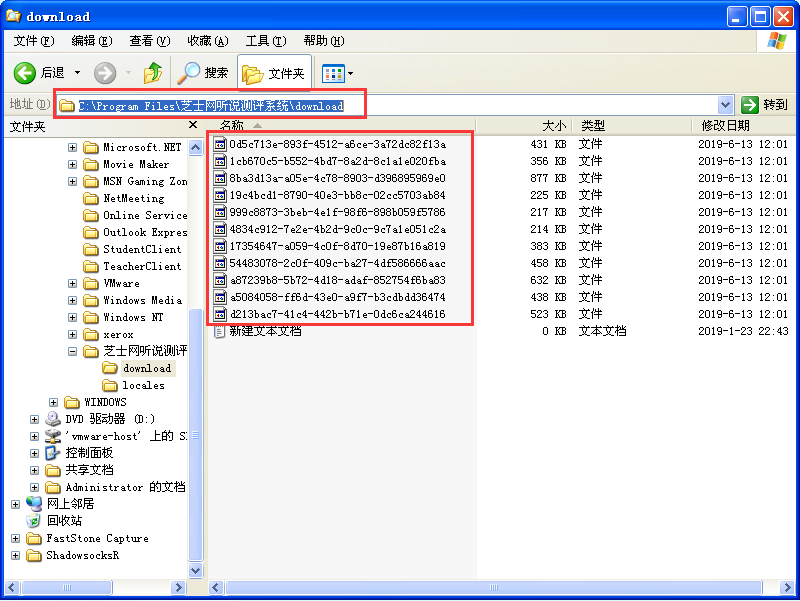 download
文件(F) 编辑(E) 查看(V) 收藏(A) 工具(T) 帮助(H)
后退 搜索 文件夹
地址(D) C:\Program Files\芝士网听说测评系统\download 转到
文件夹
名称 大小 类型 修改日期
Microsoft.NET
Movie Maker
MSN Gaming Zon
NetMeeting
Online Service
Outlook Expres
StudentClient
TeacherClient
VMware
Windows Media
Windows NT
xerox
芝士网听说测评
download
locales
WINDOWS
DVD 驱动器 (D:)
'vmware-host' 上的 S
控制面板
共享文档
Administrator 的文档
网上邻居
回收站
FastStone Capture
ShadowsocksR
0d5c713e-893f-4512-a6ce-3a72dc82f13a 431 KB 文件 2019-6-13 12:01
1cb670c5-b552-4bd7-8a2d-8c1a1e020fba 356 KB 文件 2019-6-13 12:01
8ba3d13a-a05e-4c78-8903-d396895969e0 877 KB 文件 2019-6-13 12:01
19c4bcd1-8790-40e3-bb8c-02cc5703ab84 225 KB 文件 2019-6-13 12:01
999c8873-3beb-4e1f-98f6-898b059f5786 217 KB 文件 2019-6-13 12:01
4834c912-7e2e-4b2d-9c0c-9c7a1e051c2a 214 KB 文件 2019-6-13 12:01
17354647-a059-4c0f-8d70-19e87b16a819 383 KB 文件 2019-6-13 12:01
54483078-2c0f-409c-ba27-4df586666aac 458 KB 文件 2019-6-13 12:01
a87239b8-5b72-4d18-adaf-852754f6ba83 632 KB 文件 2019-6-13 12:01
a5084058-ff6d-43e0-a9f7-b3cdbdd36474 438 KB 文件 2019-6-13 12:01
d213bac7-41c4-442b-b71e-0dc6ca244616 523 KB 文件 2019-6-13 12:01
新建文本文档 0 KB 文本文档 2019-1-23 22:43